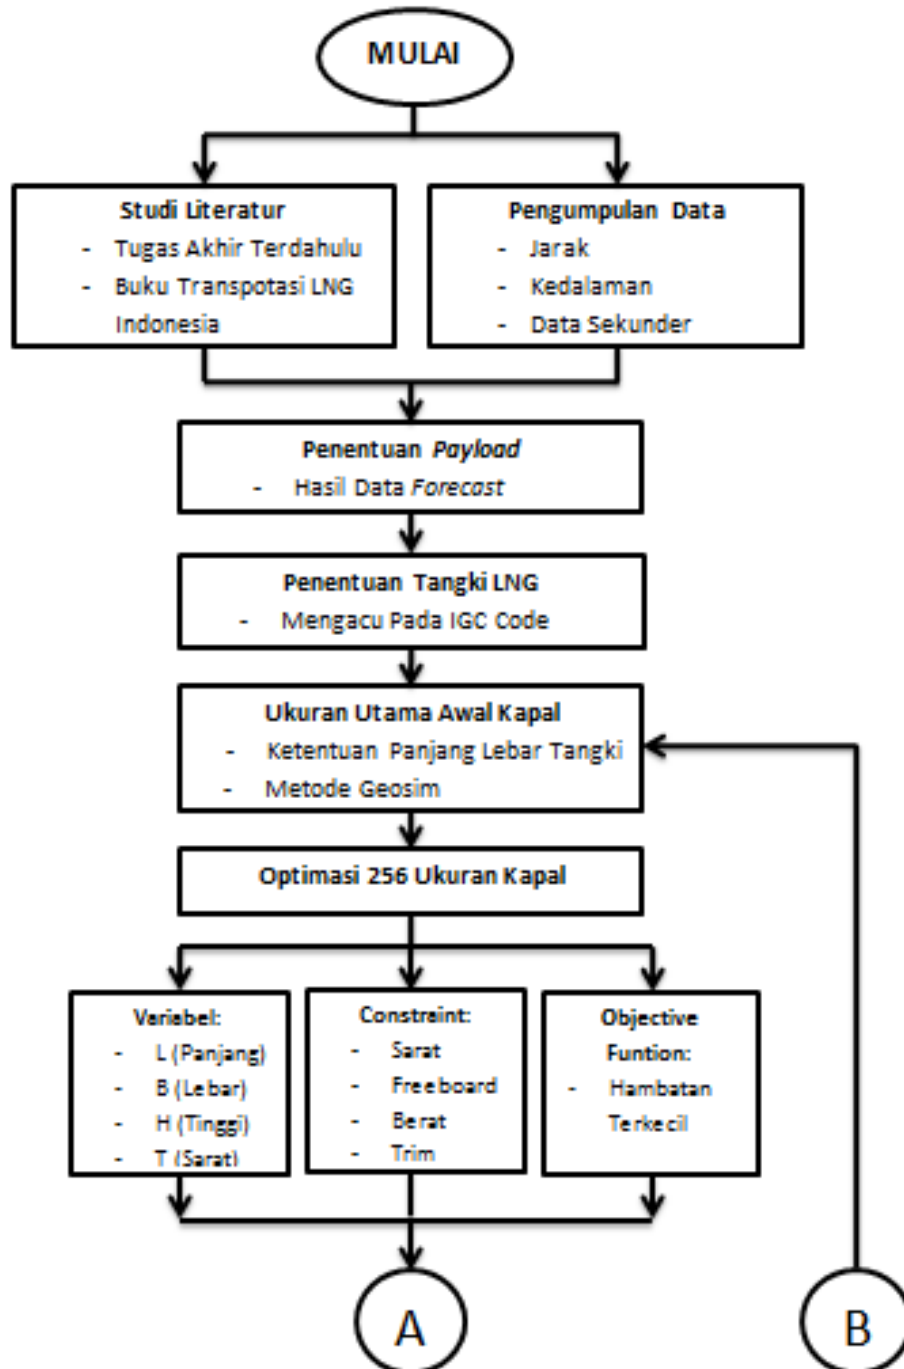 MULAI
Studi Literatur
- Tugas Akhir Terdahulu
- Buku Transpotasi LNG
Indonesia
Pengumpulan Data
- Jarak
- Kedalaman
- Data Sekunder
Penentuan Payload
- Hasil Data Forecast
Penentuan Tangki LNG
- Mengacu Pada IGC Code
Ukuran Utama Awal Kapal
- Ketentuan Panjang Lebar Tangki
- Metode Geosim
Optimasi 256 Ukuran Kapal
Variabel:
- L (Panjang)
- B (Lebar)
- H (Tinggi)
- T (Sarat)
Constraint:
- Sarat
- Freeboard
- Berat
- Trim
Objective
Funtion:
- Hambatan
Terkecil
A
B